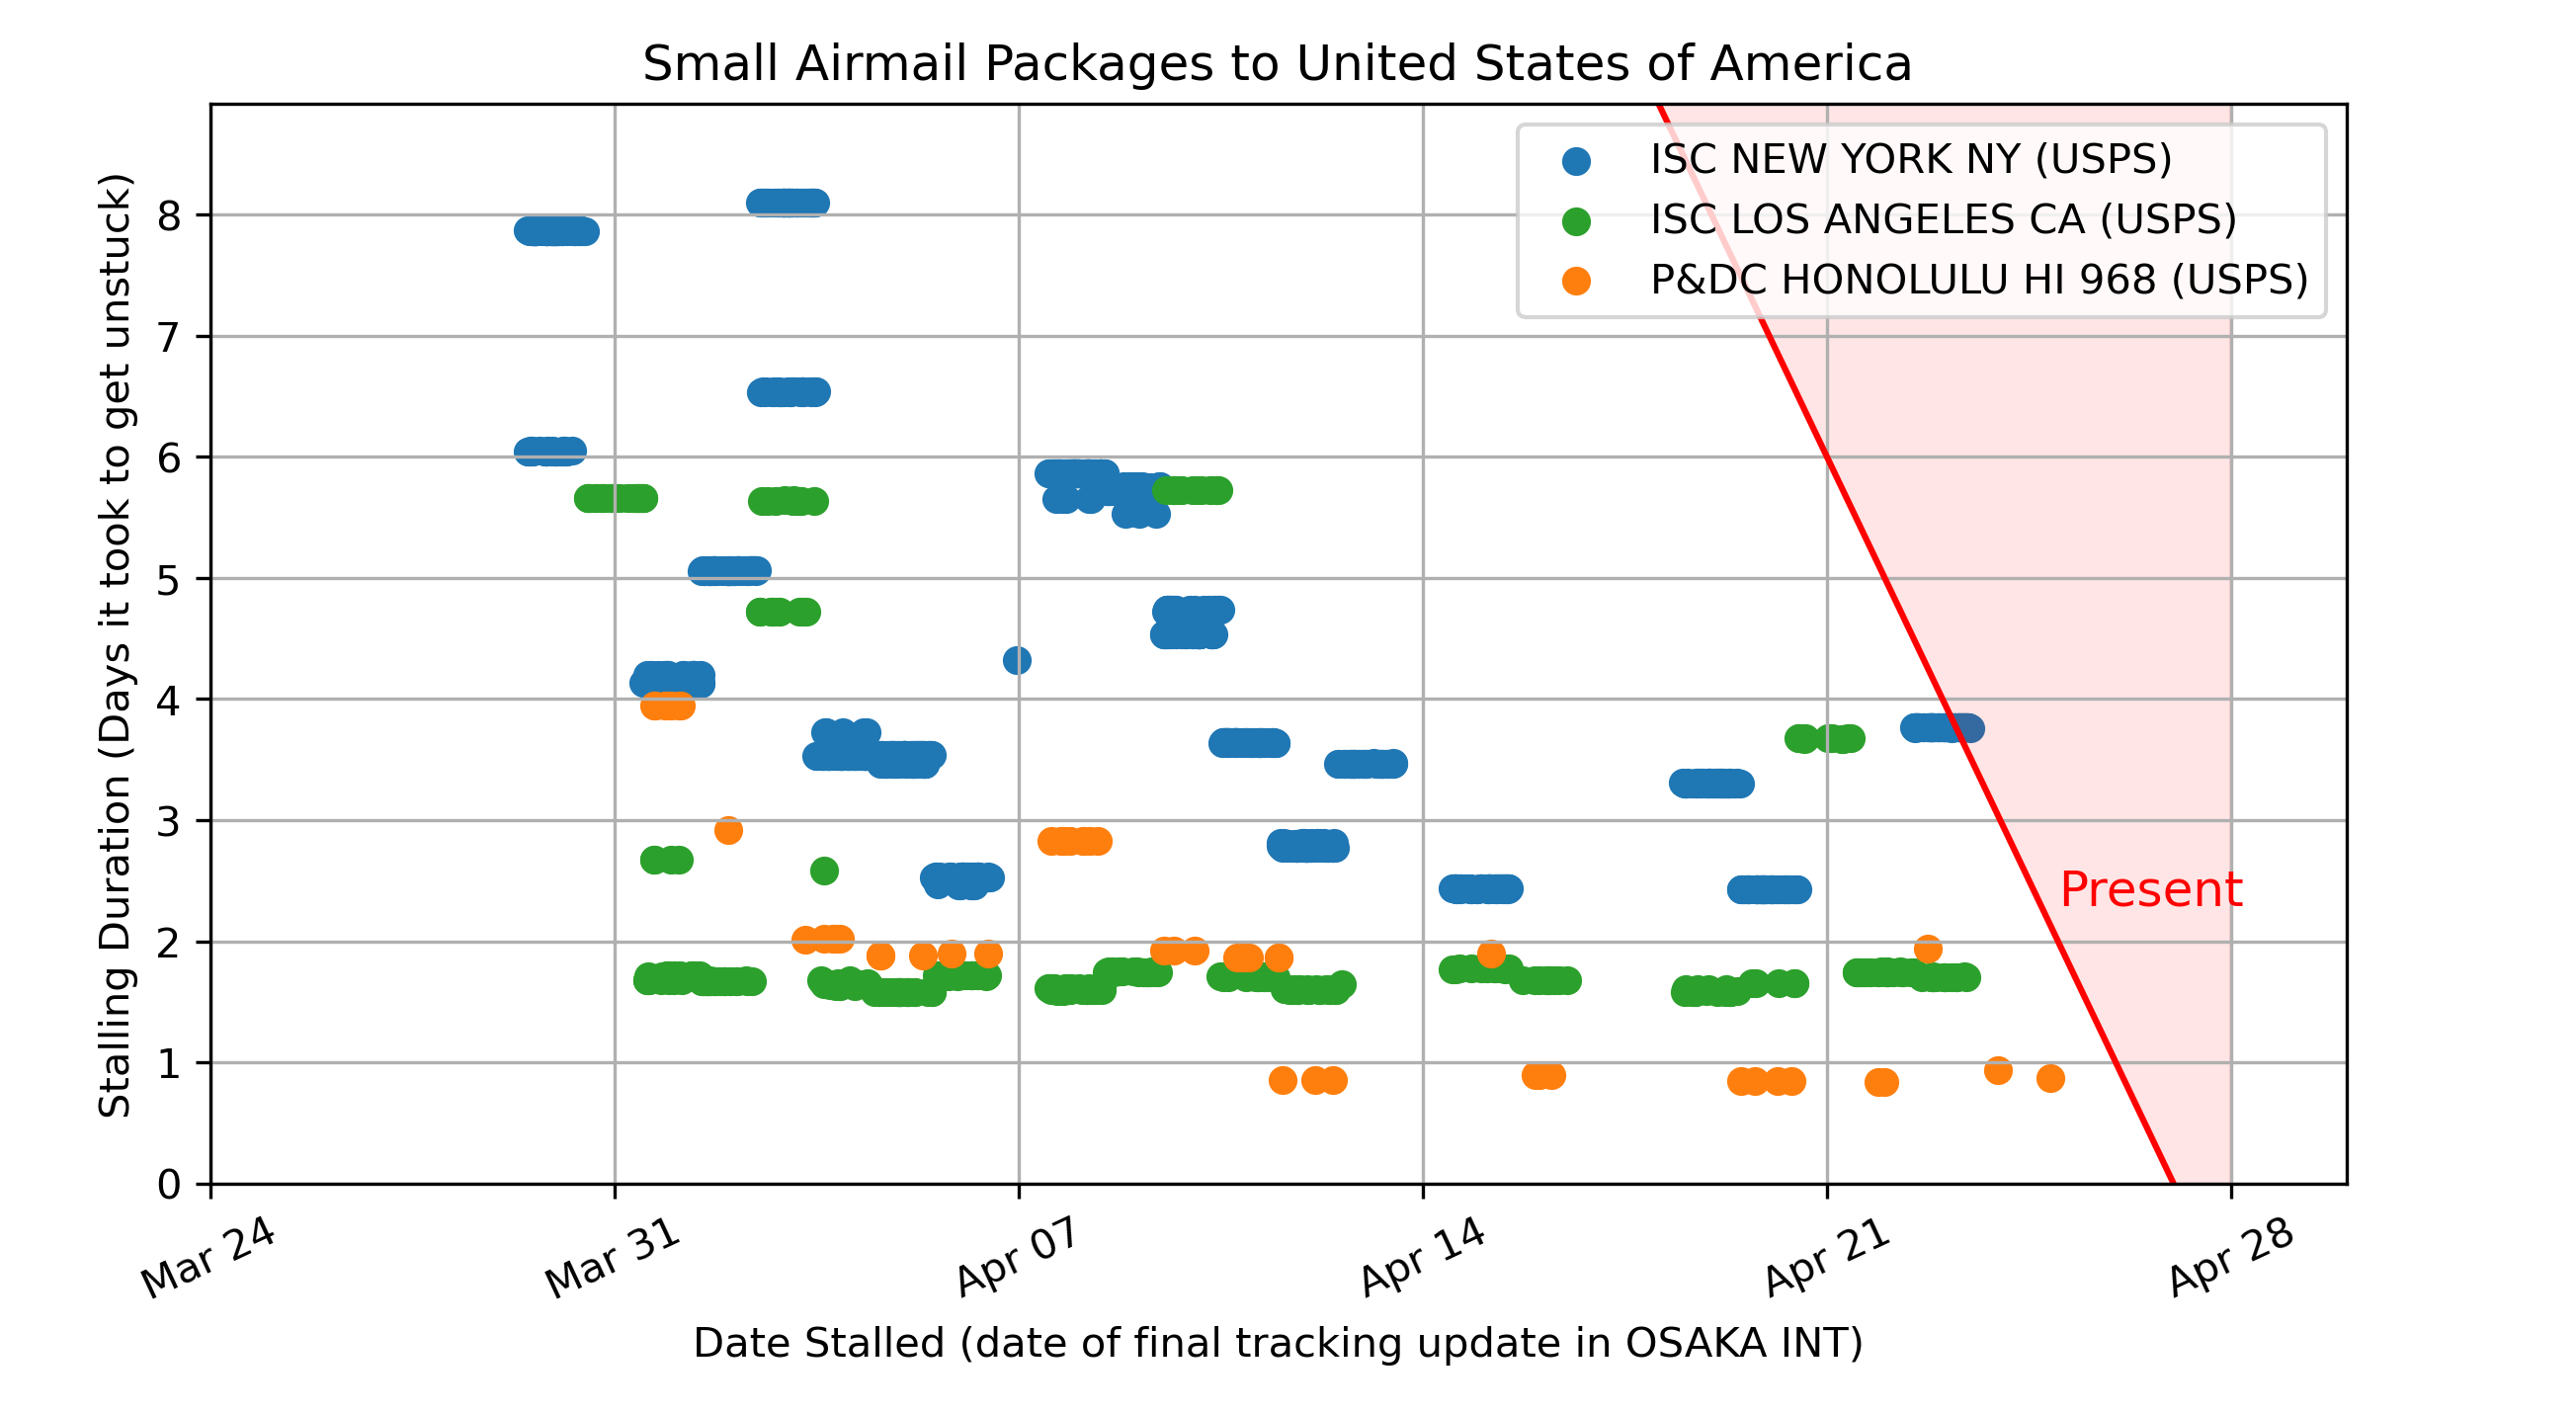 Small Airmail Packages to United States of America
Stalling Duration (Days it took to get unstuck)
8
7
6
5
4
3
2
1
0
ISC NEW YORK NY (USPS)
ISC LOS ANGELES CA (USPS)
P&DC HONOLULU HI 968 (USPS)
Present
Mar 24
Mar 31
Apr 07
Apr 14
Apr 21
Apr 28
Date Stalled (date of final tracking update in OSAKA INT)